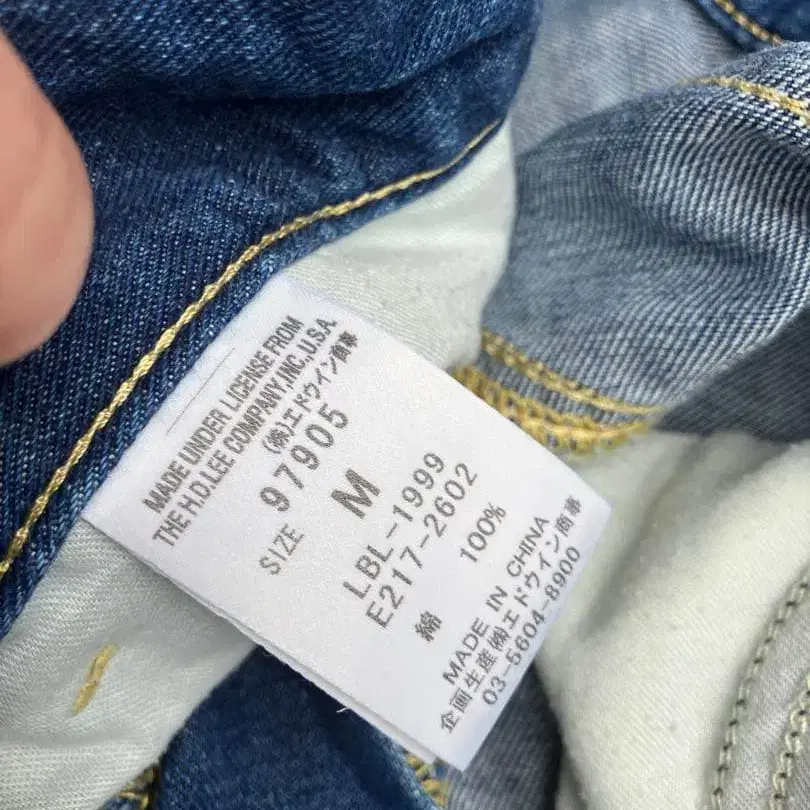 MADE UNDER LICENSE FROM
THE H.D.LEE COMPANY,INC,U.S.A.
(株)エドウイン商事
97905
SIZE M
LBL-1999
E217-2602
綿 100%
MADE IN CHINA
企画生産㈱エドウイン商事
03-5604-8900